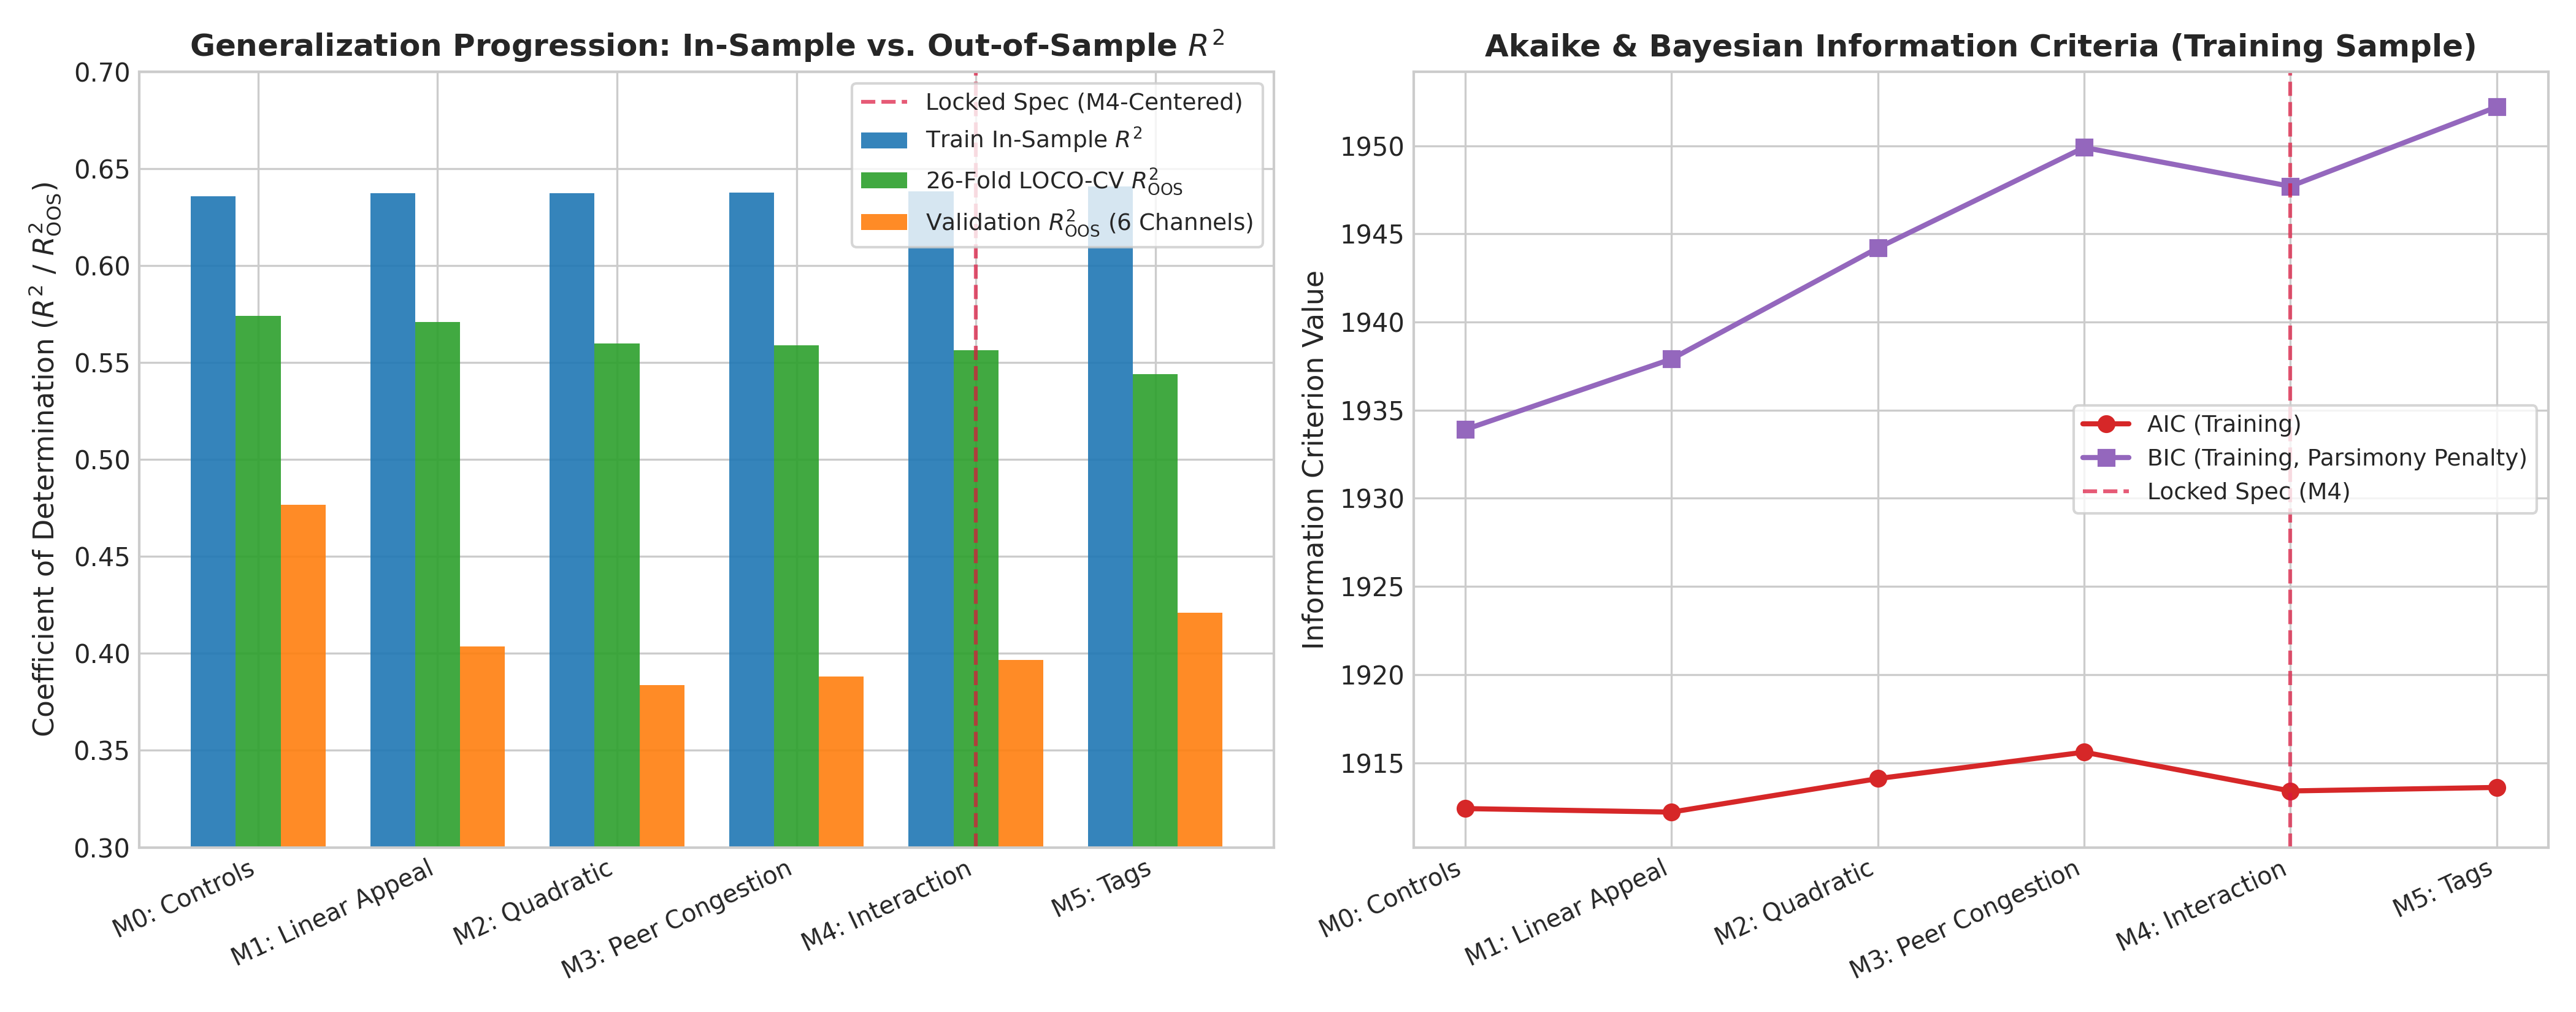 Generalization Progression: In-Sample vs. Out-of-Sample R²
Coefficient of Determination (R² / R²OOS)
0.70
0.65
0.60
0.55
0.50
0.45
0.40
0.35
0.30
Locked Spec (M4-Centered)
Train In-Sample R²
26-Fold LOCO-CV R²OOS
Validation R²OOS (6 Channels)
M0: Controls
M1: Linear Appeal
M2: Quadratic
M3: Peer Congestion
M4: Interaction
M5: Tags
Akaike & Bayesian Information Criteria (Training Sample)
Information Criterion Value
1950
1945
1940
1935
1930
1925
1920
1915
AIC (Training)
BIC (Training, Parsimony Penalty)
Locked Spec (M4)
M0: Controls
M1: Linear Appeal
M2: Quadratic
M3: Peer Congestion
M4: Interaction
M5: Tags